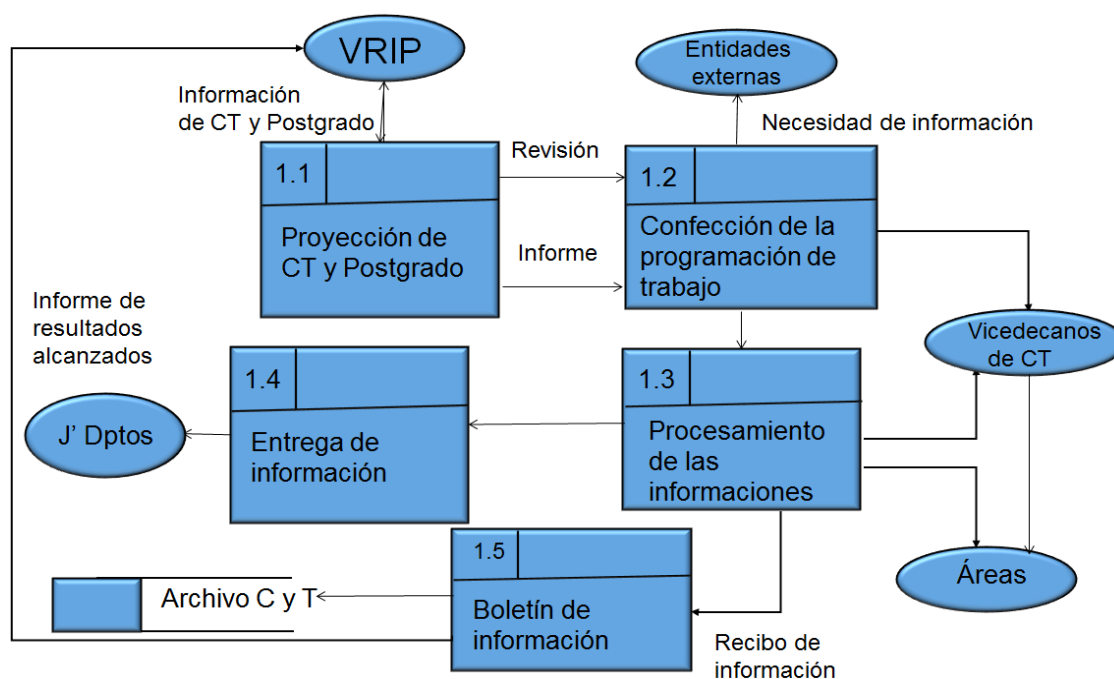 VRIP
Entidades
externas
Información
de CT y Postgrado
Necesidad de información
1.1
Revisión
1.2
Proyección de
CT y Postgrado
Informe
Confección de la
programación de
trabajo
Informe de
resultados
alcanzados
Vicedecanos
de CT
1.4
1.3
J’ Dptos
Entrega de
información
Procesamiento
de las
informaciones
1.5
Áreas
Archivo C y T
Boletín de
información
Recibo de
información